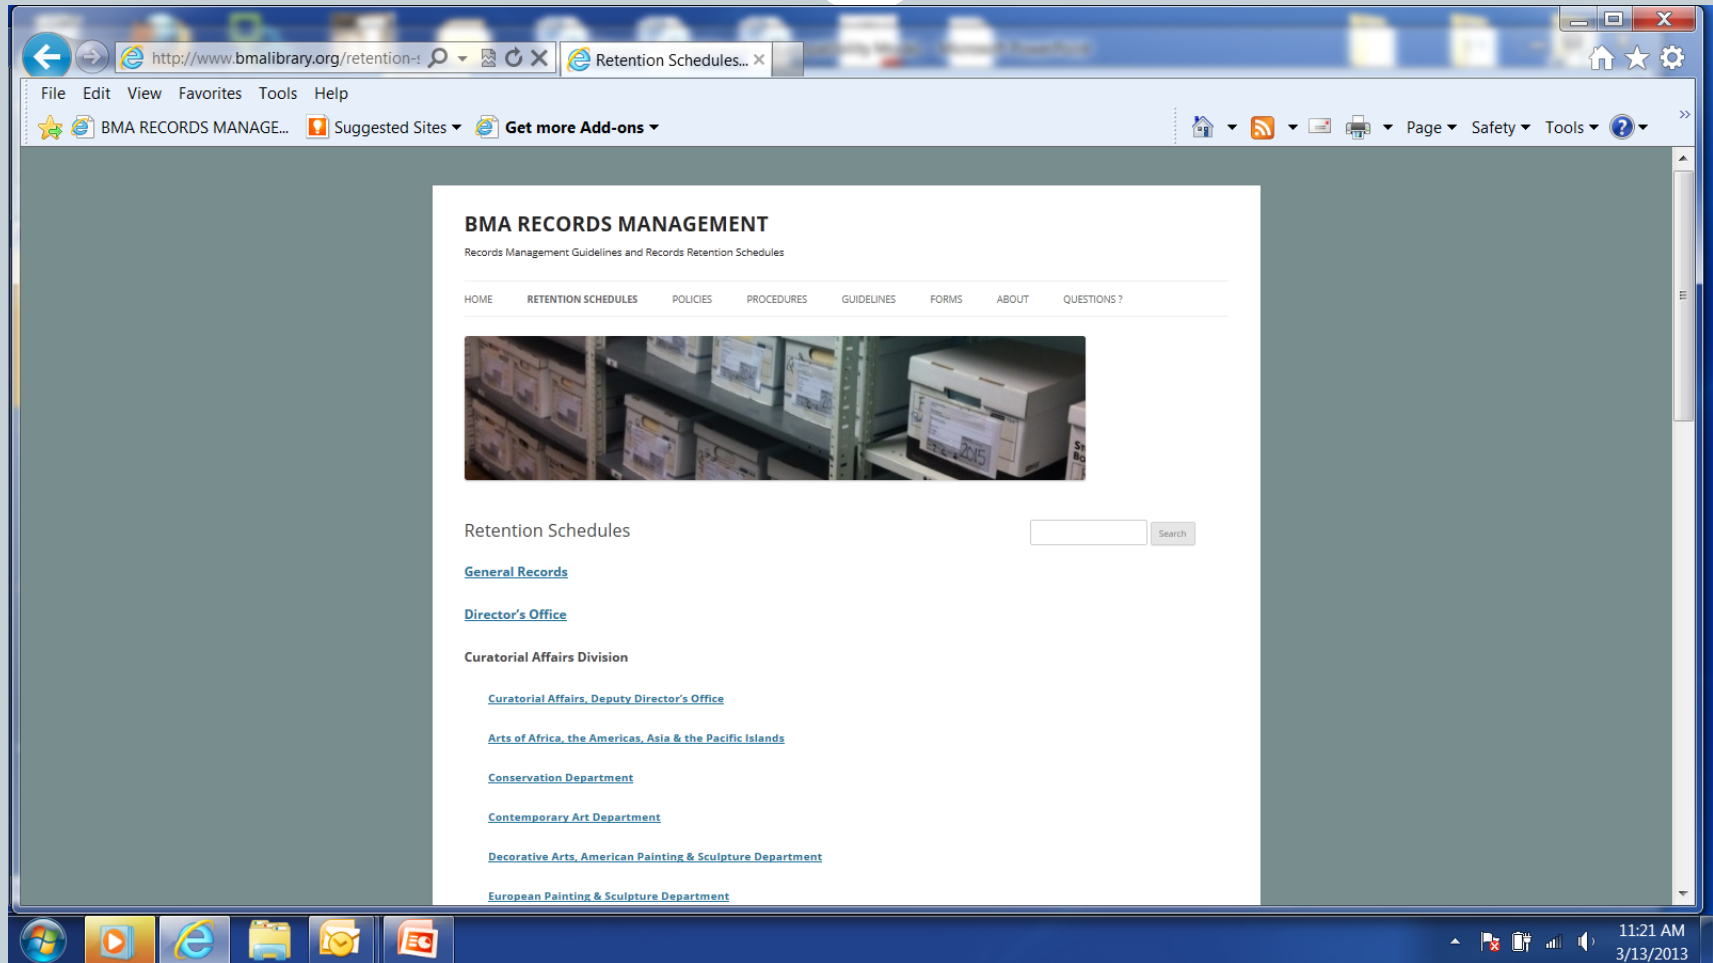 http://www.bmalibrary.org/retention-
Retention Schedules...
File Edit View Favorites Tools Help
BMA RECORDS MANAGE... Suggested Sites Get more Add-ons Page Safety Tools
BMA RECORDS MANAGEMENT
Records Management Guidelines and Records Retention Schedules
HOME RETENTION SCHEDULES POLICIES PROCEDURES GUIDELINES FORMS ABOUT QUESTIONS ?
2015
Retention Schedules
Search
General Records
Director's Office
Curatorial Affairs Division
Curatorial Affairs, Deputy Director's Office
Arts of Africa, the Americas, Asia & the Pacific Islands
Conservation Department
Contemporary Art Department
Decorative Arts, American Painting & Sculpture Department
European Painting & Sculpture Department
11:21 AM
3/13/2013